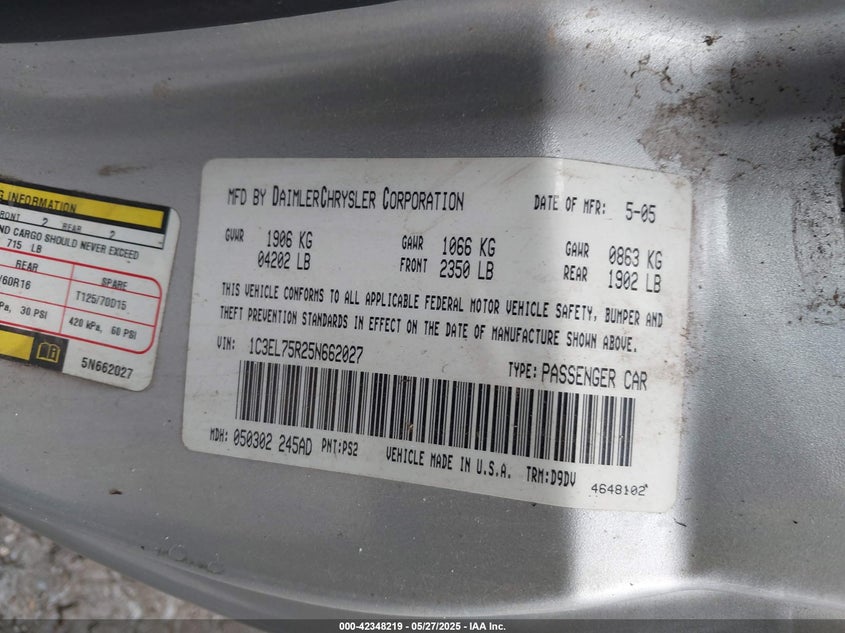 G INFORMATION
RONT 2 REAR 2
ND CARGO SHOULD NEVER EXCEED
715 LB
REAR SPARE
/60R16 T125/70D15
Pa, 30 PSI 420 kPa, 60 PSI
5N662027
MFD BY DAIMLERCHRYSLER CORPORATION DATE OF MFR: 5-05
GVWR 1906 KG GAWR 1066 KG GAWR 0863 KG
04202 LB FRONT 2350 LB REAR 1902 LB
THIS VEHICLE CONFORMS TO ALL APPLICABLE FEDERAL MOTOR VEHICLE SAFETY, BUMPER AND
THEFT PREVENTION STANDARDS IN EFFECT ON THE DATE OF MANUFACTURE SHOWN ABOVE.
VIN: 1C3EL75R25N662027 TYPE: PASSENGER CAR
MDH: 050302 245AD PNT:PS2 VEHICLE MADE IN U.S.A. TRM:D9DV
4648102*
000-42348219 - 05/27/2025 - IAA Inc.